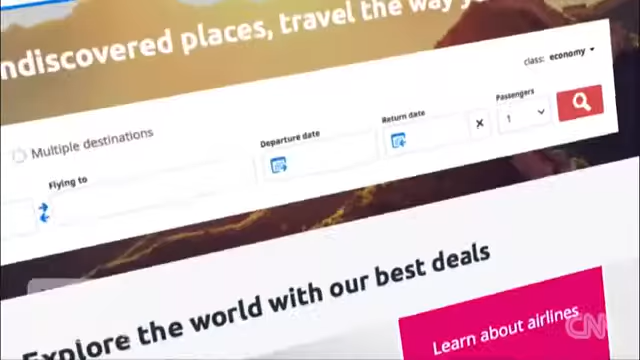 ndiscovered places, travel the way y
class: economy
Multiple destinations
Flying to
Departure date
Return date
Passengers
1
Explore the world with our best deals
Learn about airlines
CNN